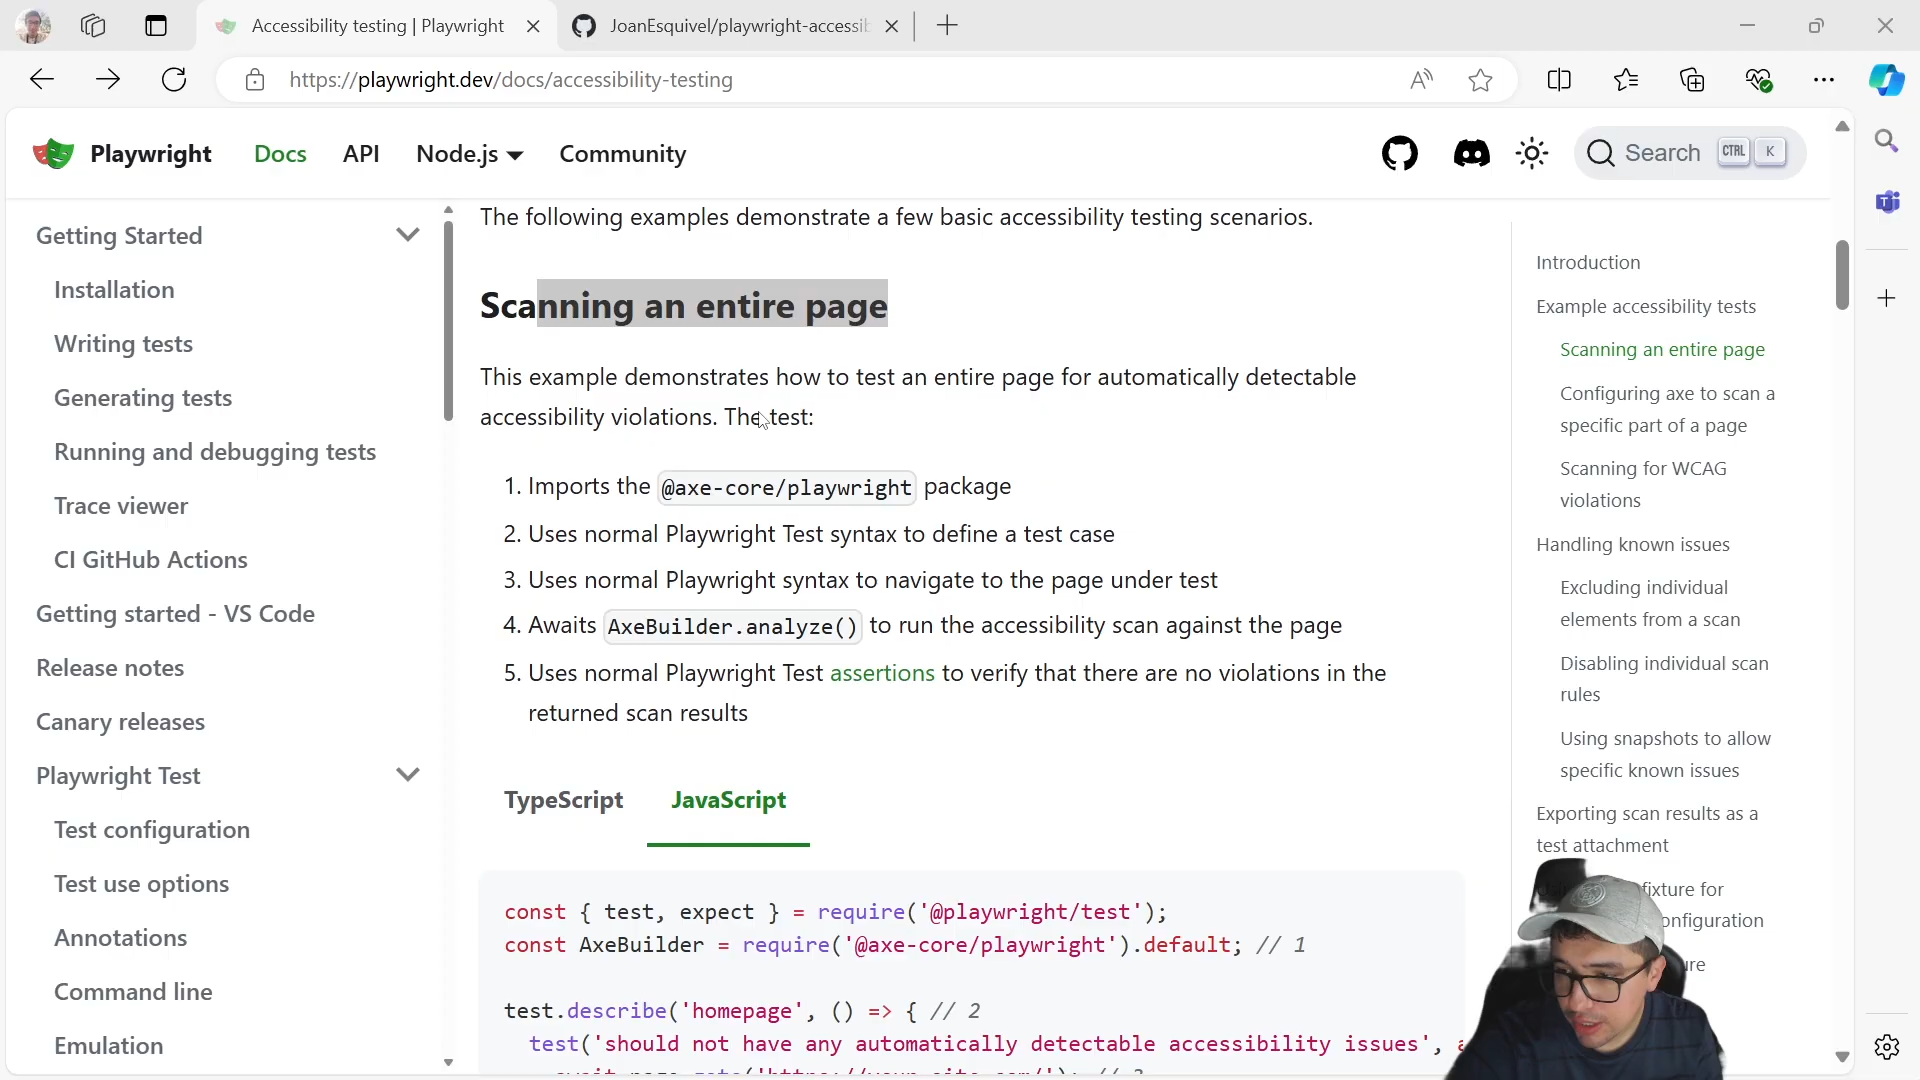 Accessibility testing | Playwright
JoanEsquivel/playwright-accessib
https://playwright.dev/docs/accessibility-testing
Playwright
Docs
API
Node.js
Community
Search
CTRL
K
Getting Started
Installation
Writing tests
Generating tests
Running and debugging tests
Trace viewer
CI GitHub Actions
Getting started - VS Code
Release notes
Canary releases
Playwright Test
Test configuration
Test use options
Annotations
Command line
Emulation
The following examples demonstrate a few basic accessibility testing scenarios.
Scanning an entire page
This example demonstrates how to test an entire page for automatically detectable
accessibility violations. The test:
1. Imports the @axe-core/playwright package
2. Uses normal Playwright Test syntax to define a test case
3. Uses normal Playwright syntax to navigate to the page under test
4. Awaits AxeBuilder.analyze() to run the accessibility scan against the page
5. Uses normal Playwright Test assertions to verify that there are no violations in the
returned scan results
TypeScript
JavaScript
const { test, expect } = require('@playwright/test');
const AxeBuilder = require('@axe-core/playwright').default; // 1
test.describe('homepage', () => { // 2
test('should not have any automatically detectable accessibility issues',
Introduction
Example accessibility tests
Scanning an entire page
Configuring axe to scan a
specific part of a page
Scanning for WCAG
violations
Handling known issues
Excluding individual
elements from a scan
Disabling individual scan
rules
Using snapshots to allow
specific known issues
Exporting scan results as a
test attachment
fixture for
onfiguration
ure